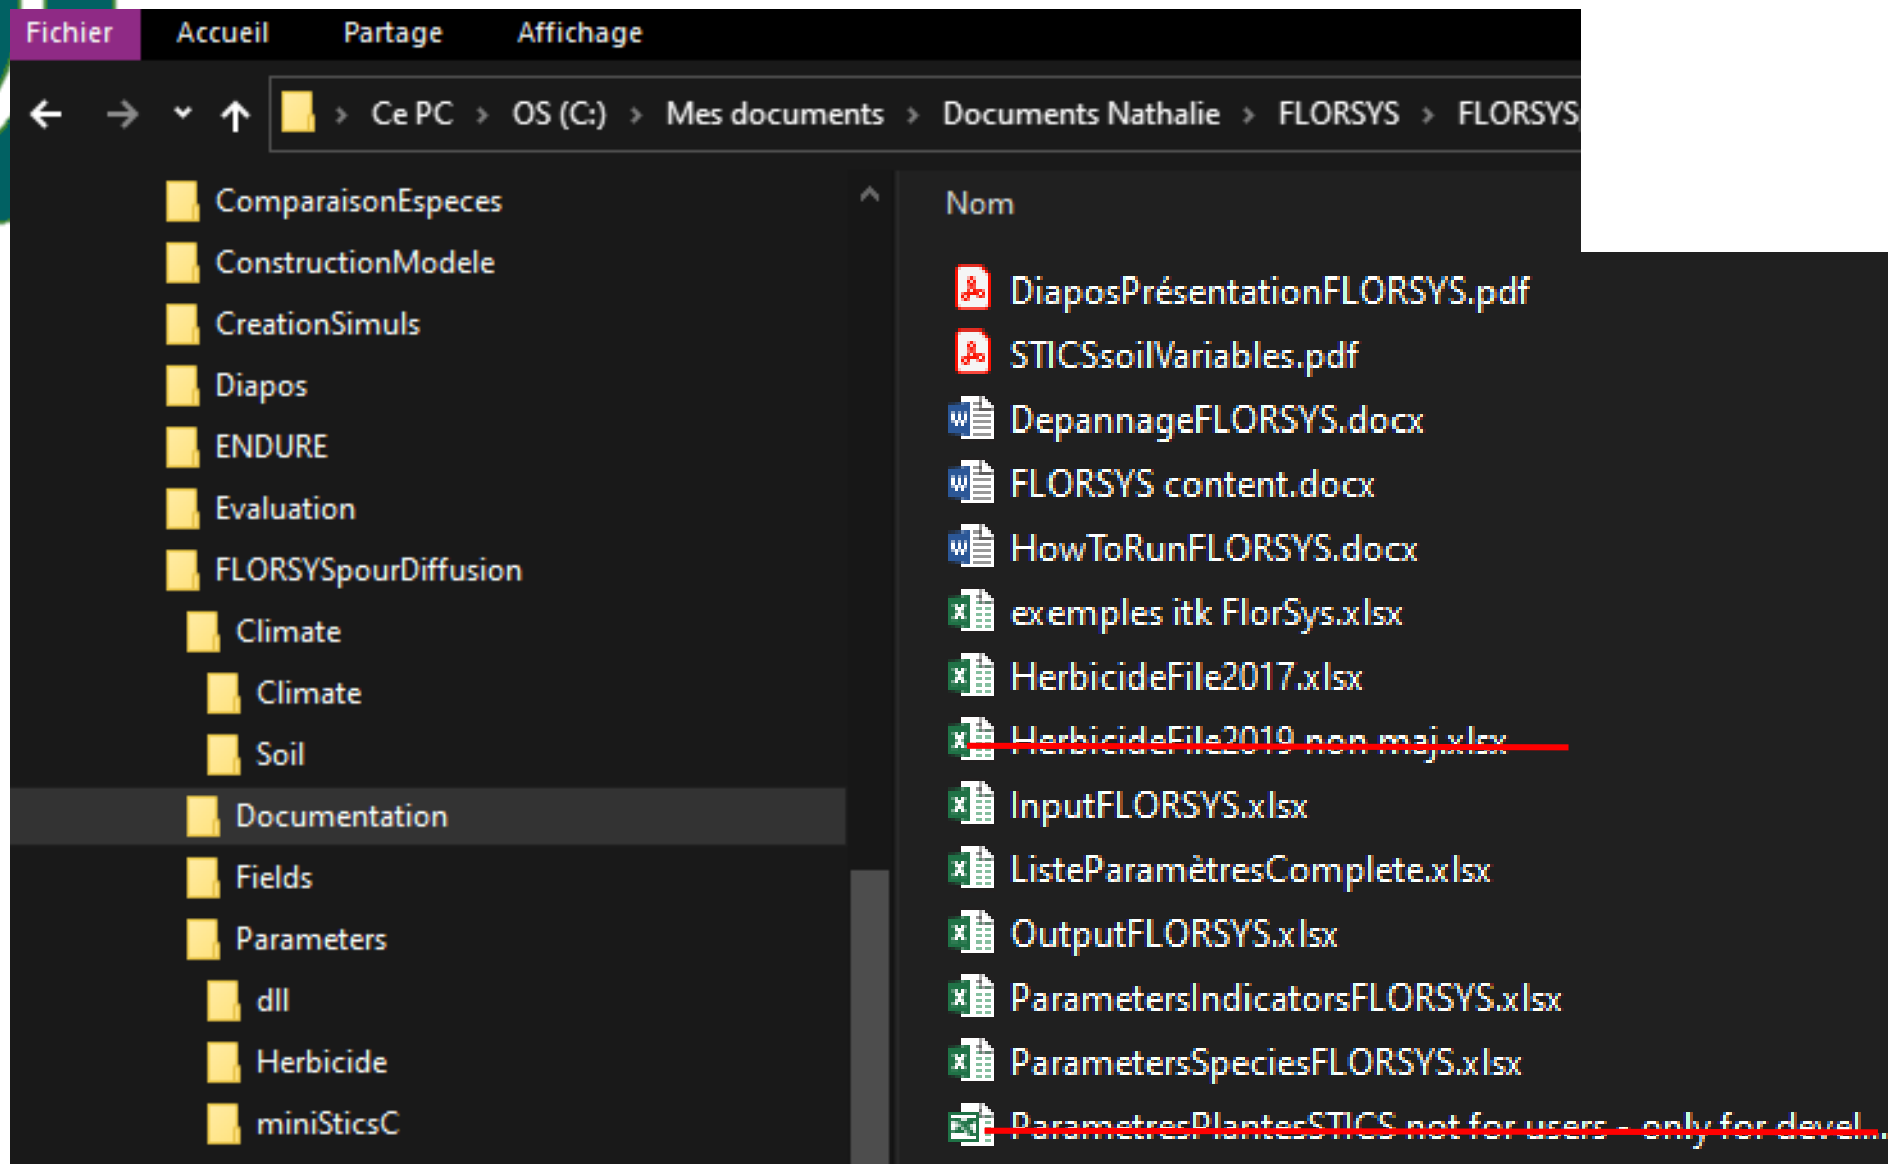 Fichier Accueil Partage Affichage
Ce PC > OS (C:) > Mes documents > Documents Nathalie > FLORSYS > FLORSYS
ComparaisonEspeces
ConstructionModele
CreationSimuls
Diapos
ENDURE
Evaluation
FLORSYSpourDiffusion
Climate
Climate
Soil
Documentation
Fields
Parameters
dll
Herbicide
miniSticsC
Nom
DiaposPrésentationFLORSYS.pdf
STICSsoilVariables.pdf
DepannageFLORSYS.docx
FLORSYS content.docx
HowToRunFLORSYS.docx
exemples itk FlorSys.xlsx
HerbicideFile2017.xlsx
HerbicideFile2019 non maj.xlsx
InputFLORSYS.xlsx
ListeParamètresComplete.xlsx
OutputFLORSYS.xlsx
ParametersIndicatorsFLORSYS.xlsx
ParametersSpeciesFLORSYS.xlsx
ParametresPlantesSTICS not for users - only for devel...